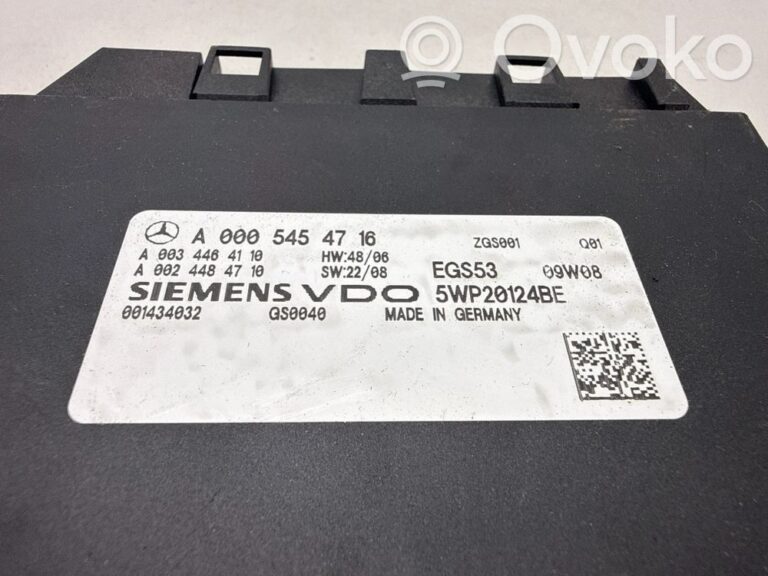 Ovoko
A 000 545 47 16 ZGS001 Q01
A 003 446 41 10 HW:48/06
A 002 448 47 10 SW:22/08 EGS53 09W08
SIEMENS VDO 5WP20124BE
001434032 GS0040 MADE IN GERMANY